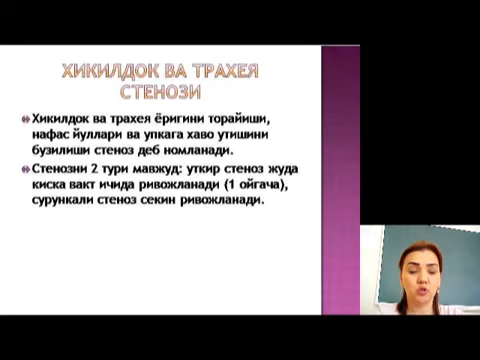 ХИКИЛДОК ВА ТРАХЕЯ
СТЕНОЗИ
Хикилдок ва трахея ёригини торайиши,
нафас йуллари ва упкага хаво утишини
бузилиши стеноз деб номланади.
Стенозни 2 тури мавжуд: уткир стеноз жуда
киска вакт ичида ривожланади (1 ойгача),
сурункали стеноз секин ривожланади.